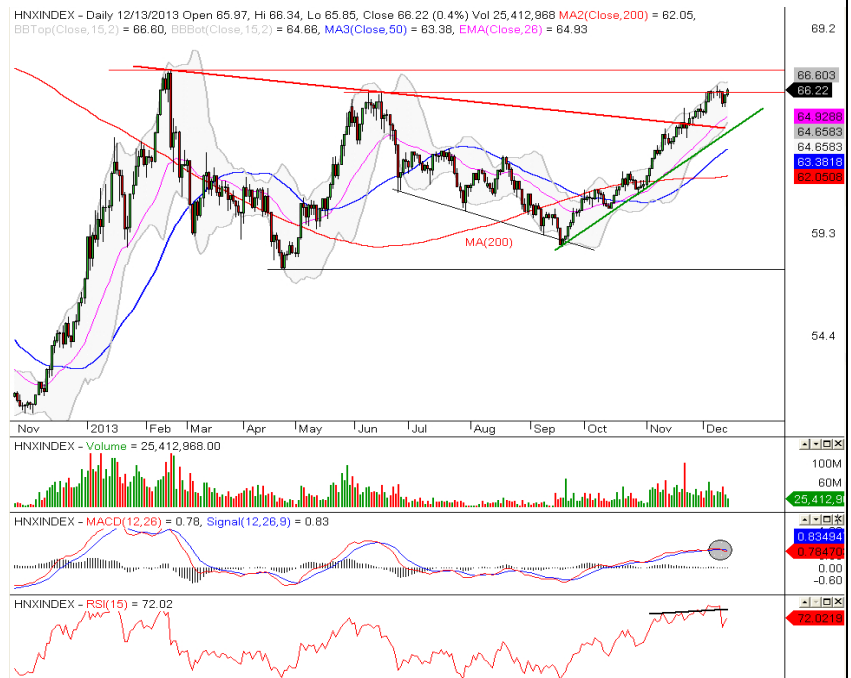 HNXINDEX - Daily 12/13/2013 Open 65.97, Hi 66.34, Lo 65.85, Close 66.22 (0.4%) Vol 25,412,968 MA2(Close,200) = 62.05,
BBTop(Close,15,2) = 66.60, BBBot(Close,15,2) = 64.66, MA3(Close,50) = 63.38, EMA(Close,26) = 64.93
69.2
66.603
66.22
64.9288
64.6583
64.6583
63.3818
62.0508
MA(200)
59.3
54.4
Nov 2013 Feb Mar Apr May Jun Jul Aug Sep Oct Nov Dec
HNXINDEX - Volume = 25,412,968.00
100M
60M
25,412,9
HNXINDEX - MACD(12,26) = 0.78, Signal(12,26,9) = 0.83
0.83494
0.78470
0.00
-0.60
HNXINDEX - RSI(15) = 72.02
72.0219